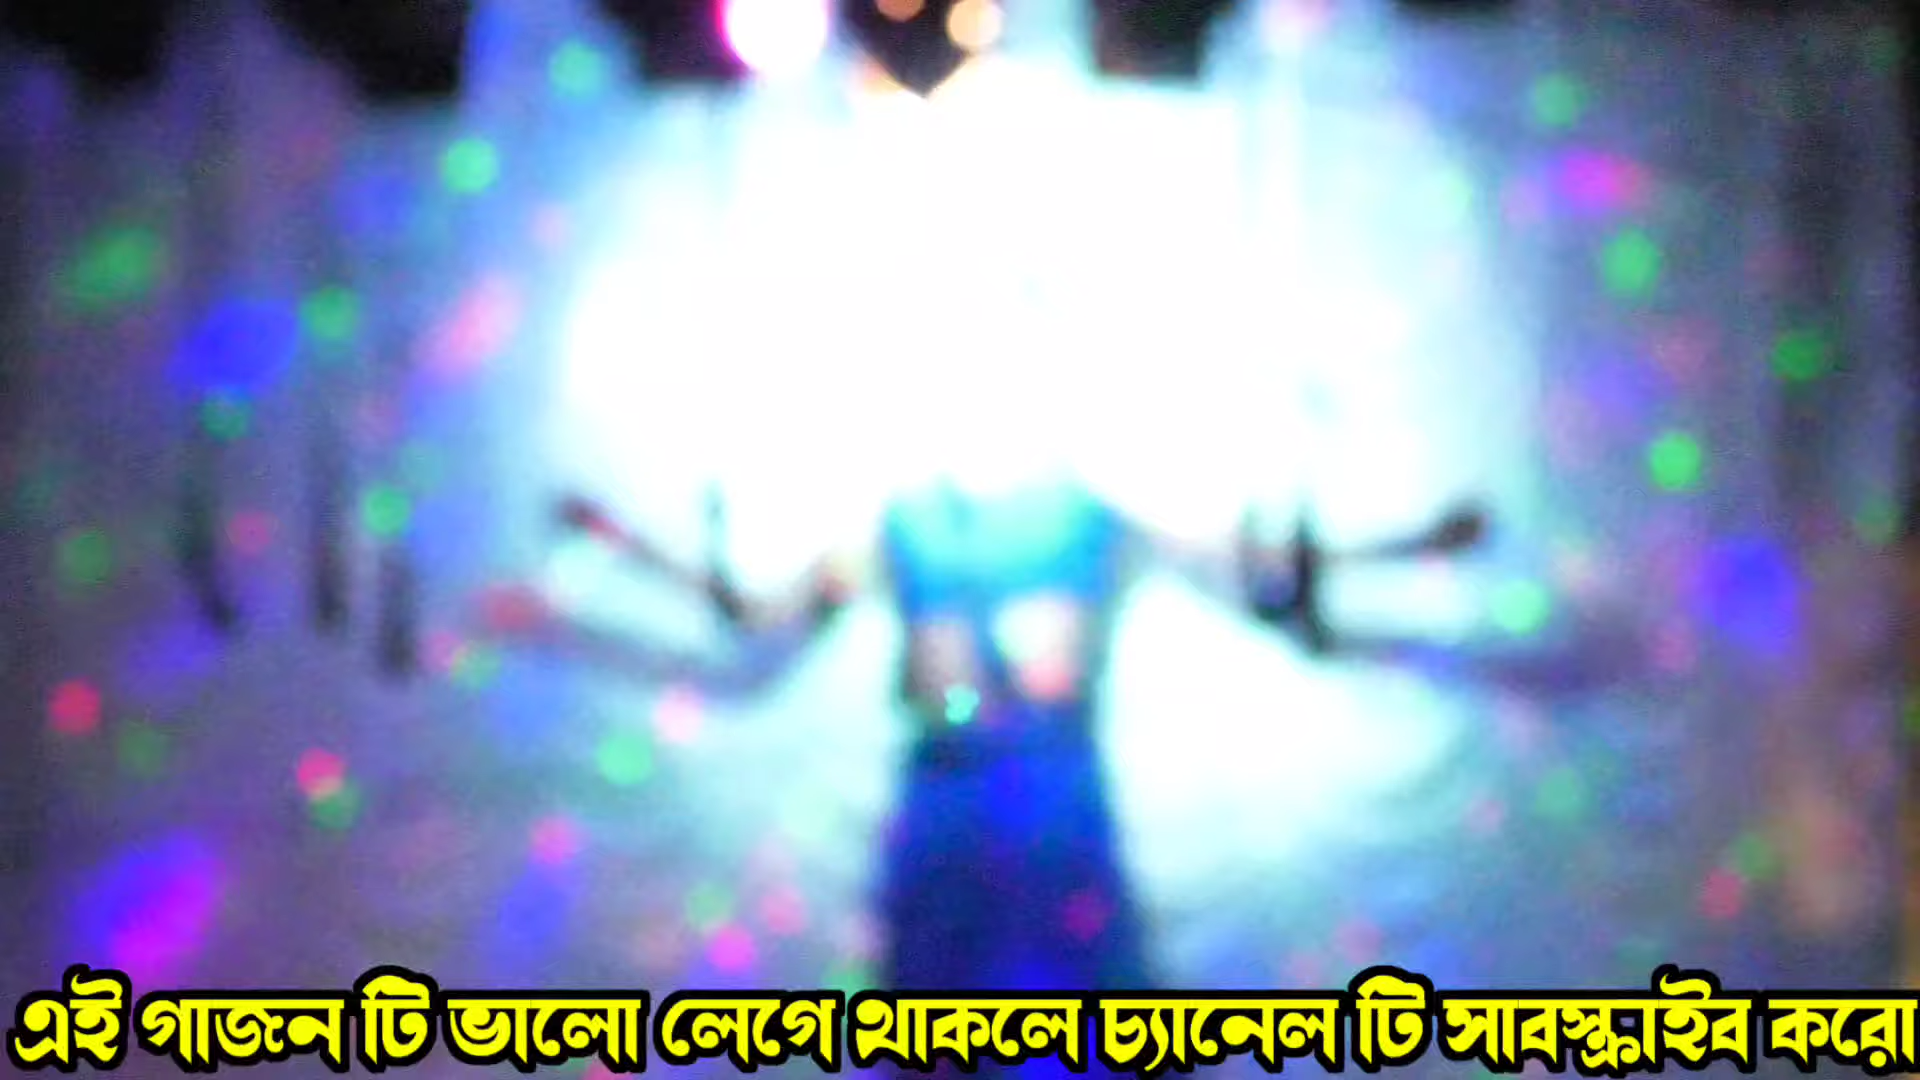 এই গাজন টি ভালো লেগে থাকলে চ্যানেল টি সাবস্ক্রাইব করো